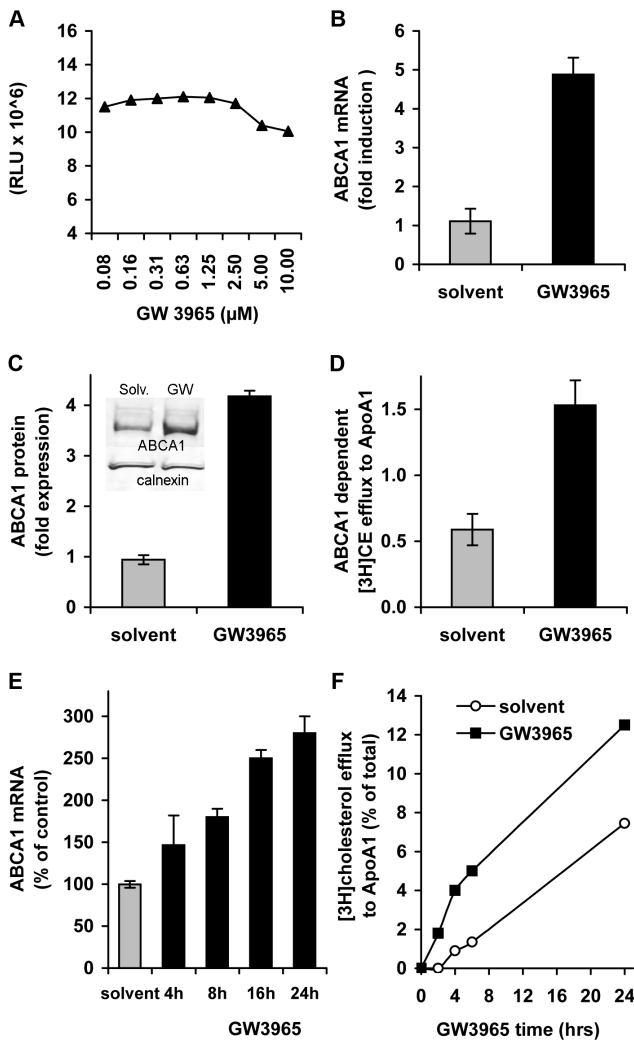 A
(RLU x 10^6)
16
14
12
10
8
6
4
0.08
0.16
0.31
0.63
1.25
2.50
5.00
10.00
GW 3965 (µM)
B
ABCA1 mRNA
(fold induction )
6
5
4
3
2
1
0
solvent GW3965
C
ABCA1 protein
(fold expression)
4
3
2
1
0
Solv. GW
ABCA1
calnexin
solvent GW3965
D
ABCA1 dependent
[3H]CE efflux to ApoA1
1.5
1.0
0.5
0.0
solvent GW3965
E
ABCA1 mRNA
(% of control)
300
250
200
150
100
50
0
solvent 4h 8h 16h 24h
GW3965
F
[3H]cholesterol efflux
to ApoA1 (% of total)
14
12
10
8
6
4
2
0
solvent
GW3965
0 4 8 12 16 20 24
GW3965 time (hrs)